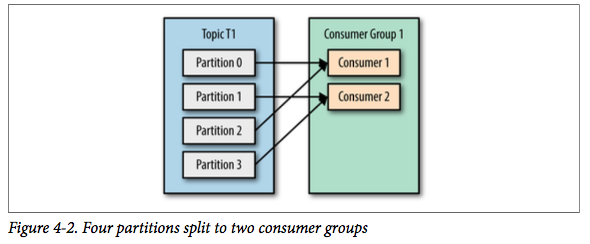 Topic T1
Partition 0
Partition 1
Partition 2
Partition 3
Consumer Group 1
Consumer 1
Consumer 2
Figure 4-2. Four partitions split to two consumer groups